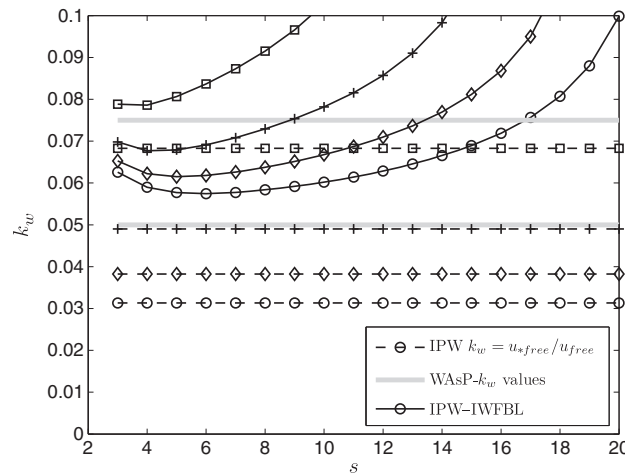 0.1
0.09
0.08
0.07
0.06
0.05
0.04
0.03
0.02
0.01
0
k_w
2 4 6 8 10 12 14 16 18 20
s
IPW k_w = u_{*free}/u_{free}
WAsP-k_w values
IPW–IWFBL